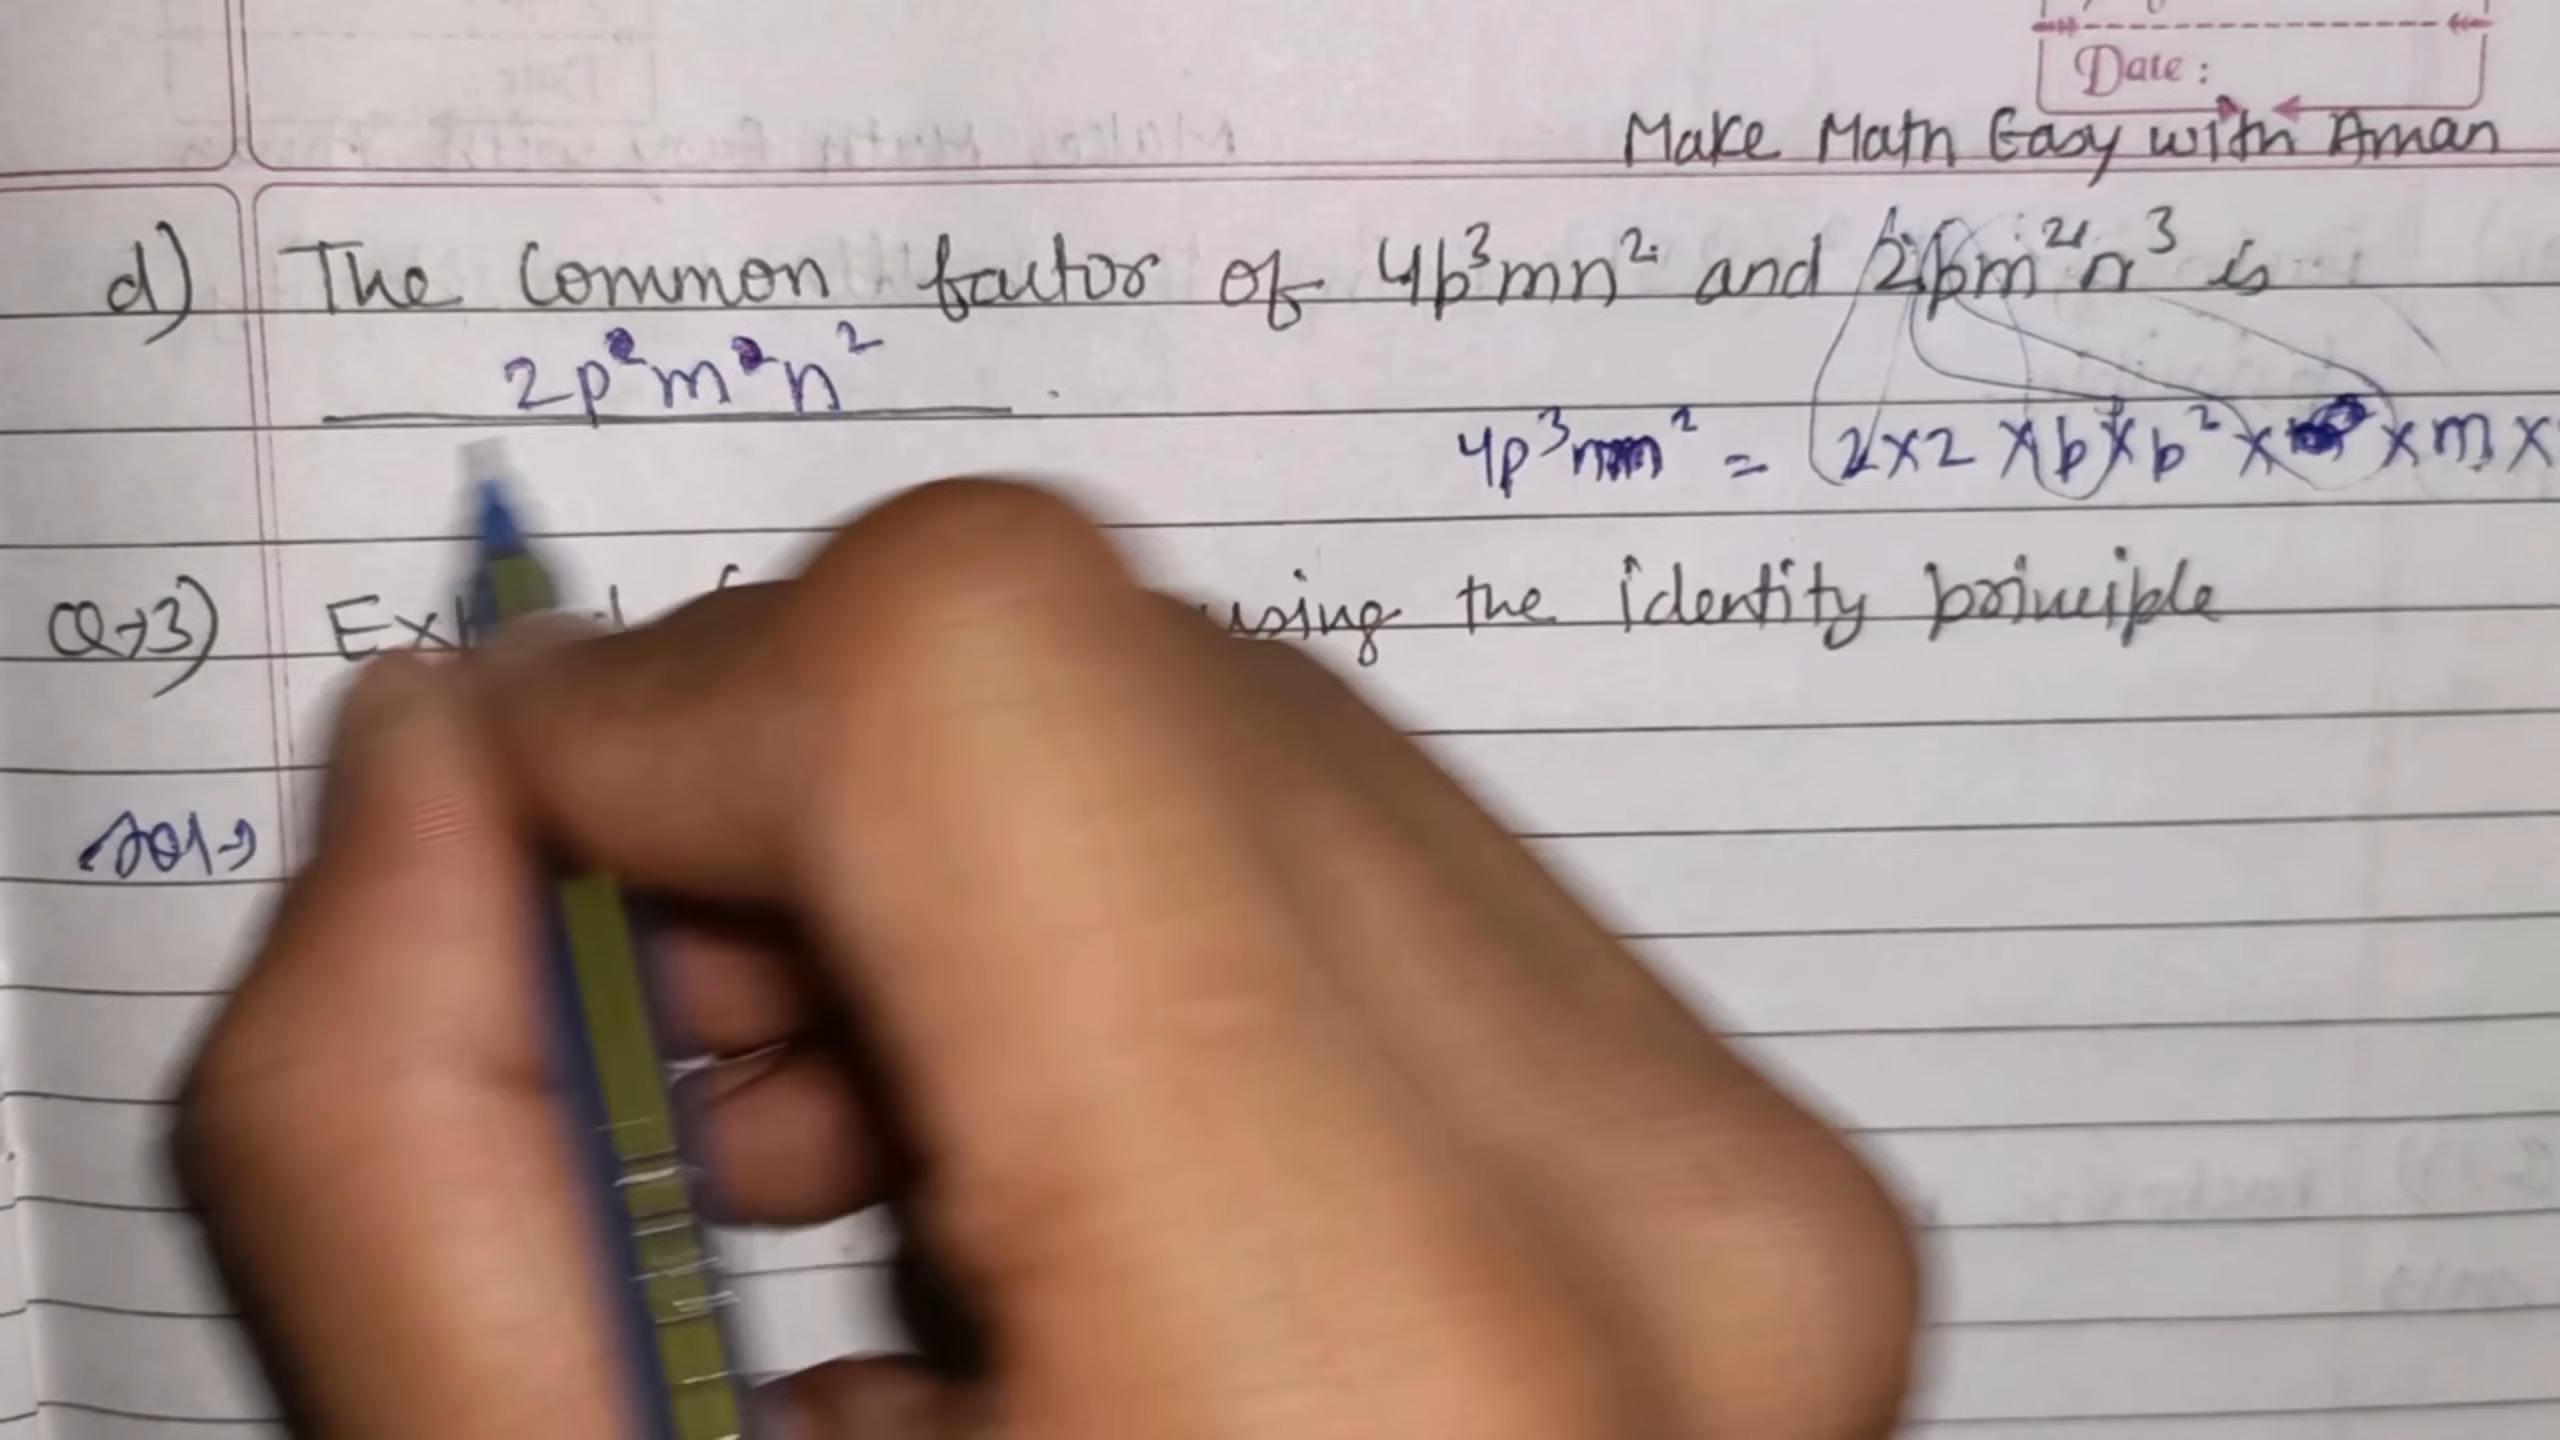 Date :
Make Math Easy with Aman
d) The Common factor of 4p³mn² and 2pm²n³ is
2p²m²n² .
4p³mn² = 2×2×p×p²× ×m×
Q→3) using the identity principle
Sol→